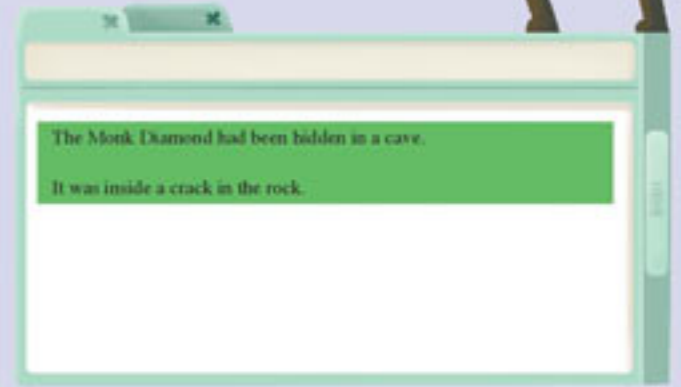 The Monk Diamond had been hidden in a cave.
It was inside a crack in the rock.